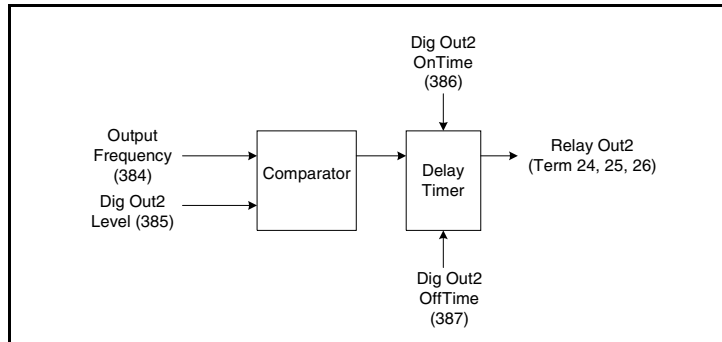 Dig Out2
OnTime
(386)
Output
Frequency
(384)
Dig Out2
Level (385)
Comparator
Delay
Timer
Relay Out2
(Term 24, 25, 26)
Dig Out2
OffTime
(387)